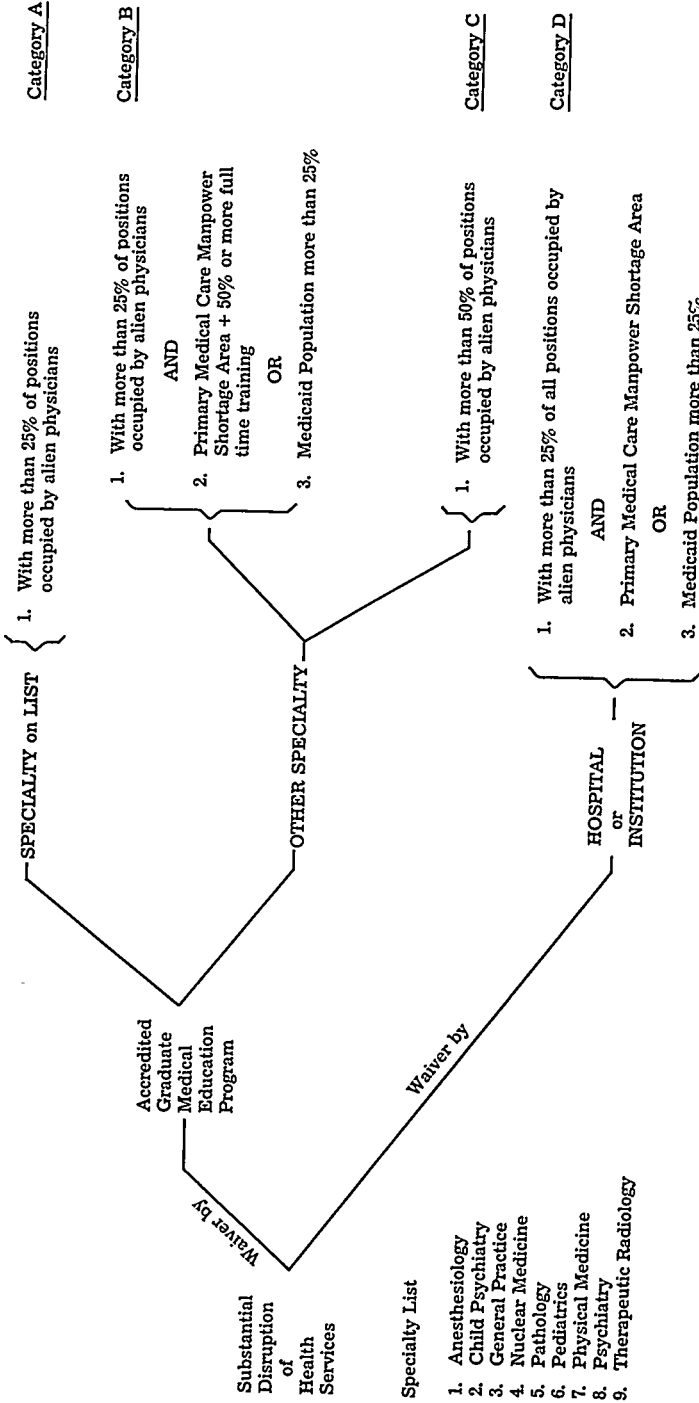 Substantial
Disruption
of
Health
Services
Waiver by
Accredited
Graduate
Medical
Education
Program
SPECIALTY on LIST
1. With more than 25% of positions
occupied by alien physicians
Category A
OTHER SPECIALTY
1. With more than 25% of positions
occupied by alien physicians
AND
2. Primary Medical Care Manpower
Shortage Area + 50% or more full
time training
OR
3. Medicaid Population more than 25%
Category B
1. With more than 50% of positions
occupied by alien physicians
Category C
Waiver by
HOSPITAL
or
INSTITUTION
1. With more than 25% of all positions occupied by
alien physicians
AND
2. Primary Medical Care Manpower Shortage Area
OR
3. Medicaid Population more than 25%
Category D
Specialty List
1. Anesthesiology
2. Child Psychiatry
3. General Practice
4. Nuclear Medicine
5. Pathology
6. Pediatrics
7. Physical Medicine
8. Psychiatry
9. Therapeutic Radiology